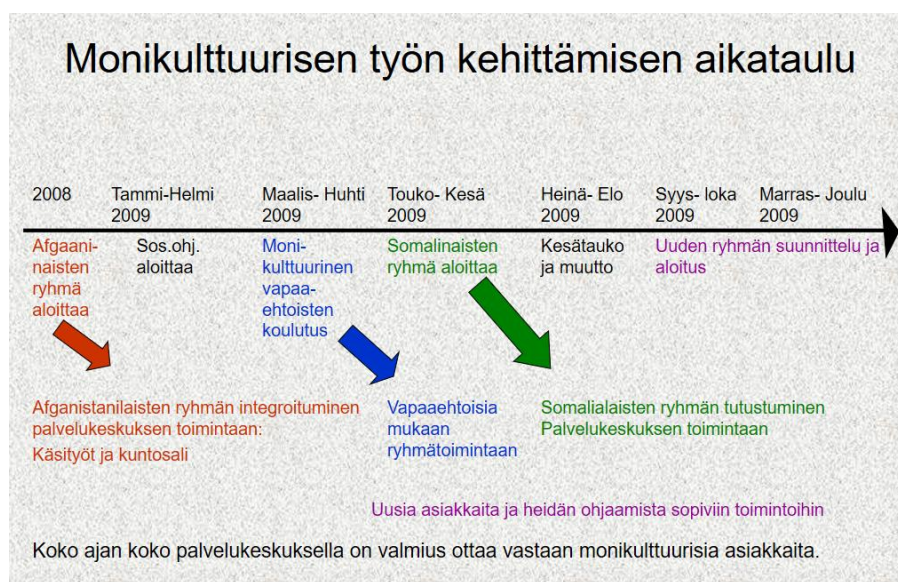 Monikulttuurisen työn kehittämisen aikataulu
2008
Tammi-Helmi
2009
Maalis- Huhti
2009
Touko- Kesä
2009
Heinä- Elo
2009
Syys- loka
2009
Marras- Joulu
2009
Afgaani-
naisten
ryhmä
aloittaa
Sos.ohj.
aloittaa
Moni-
kulttuurinen
vapaa-
ehtoisten
koulutus
Somalinaisten
ryhmä aloittaa
Kesätauko
ja muutto
Uuden ryhmän suunnittelu ja
aloitus
Afganistanilaisten ryhmän integroituminen
palvelukeskuksen toimintaan:
Käsityöt ja kuntosali
Vapaaehtoisia
mukaan
ryhmätoimintaan
Somalialaisten ryhmän tutustuminen
Palvelukeskuksen toimintaan
Uusia asiakkaita ja heidän ohjaamista sopiviin toimintoihin
Koko ajan koko palvelukeskuksella on valmius ottaa vastaan monikulttuurisia asiakkaita.